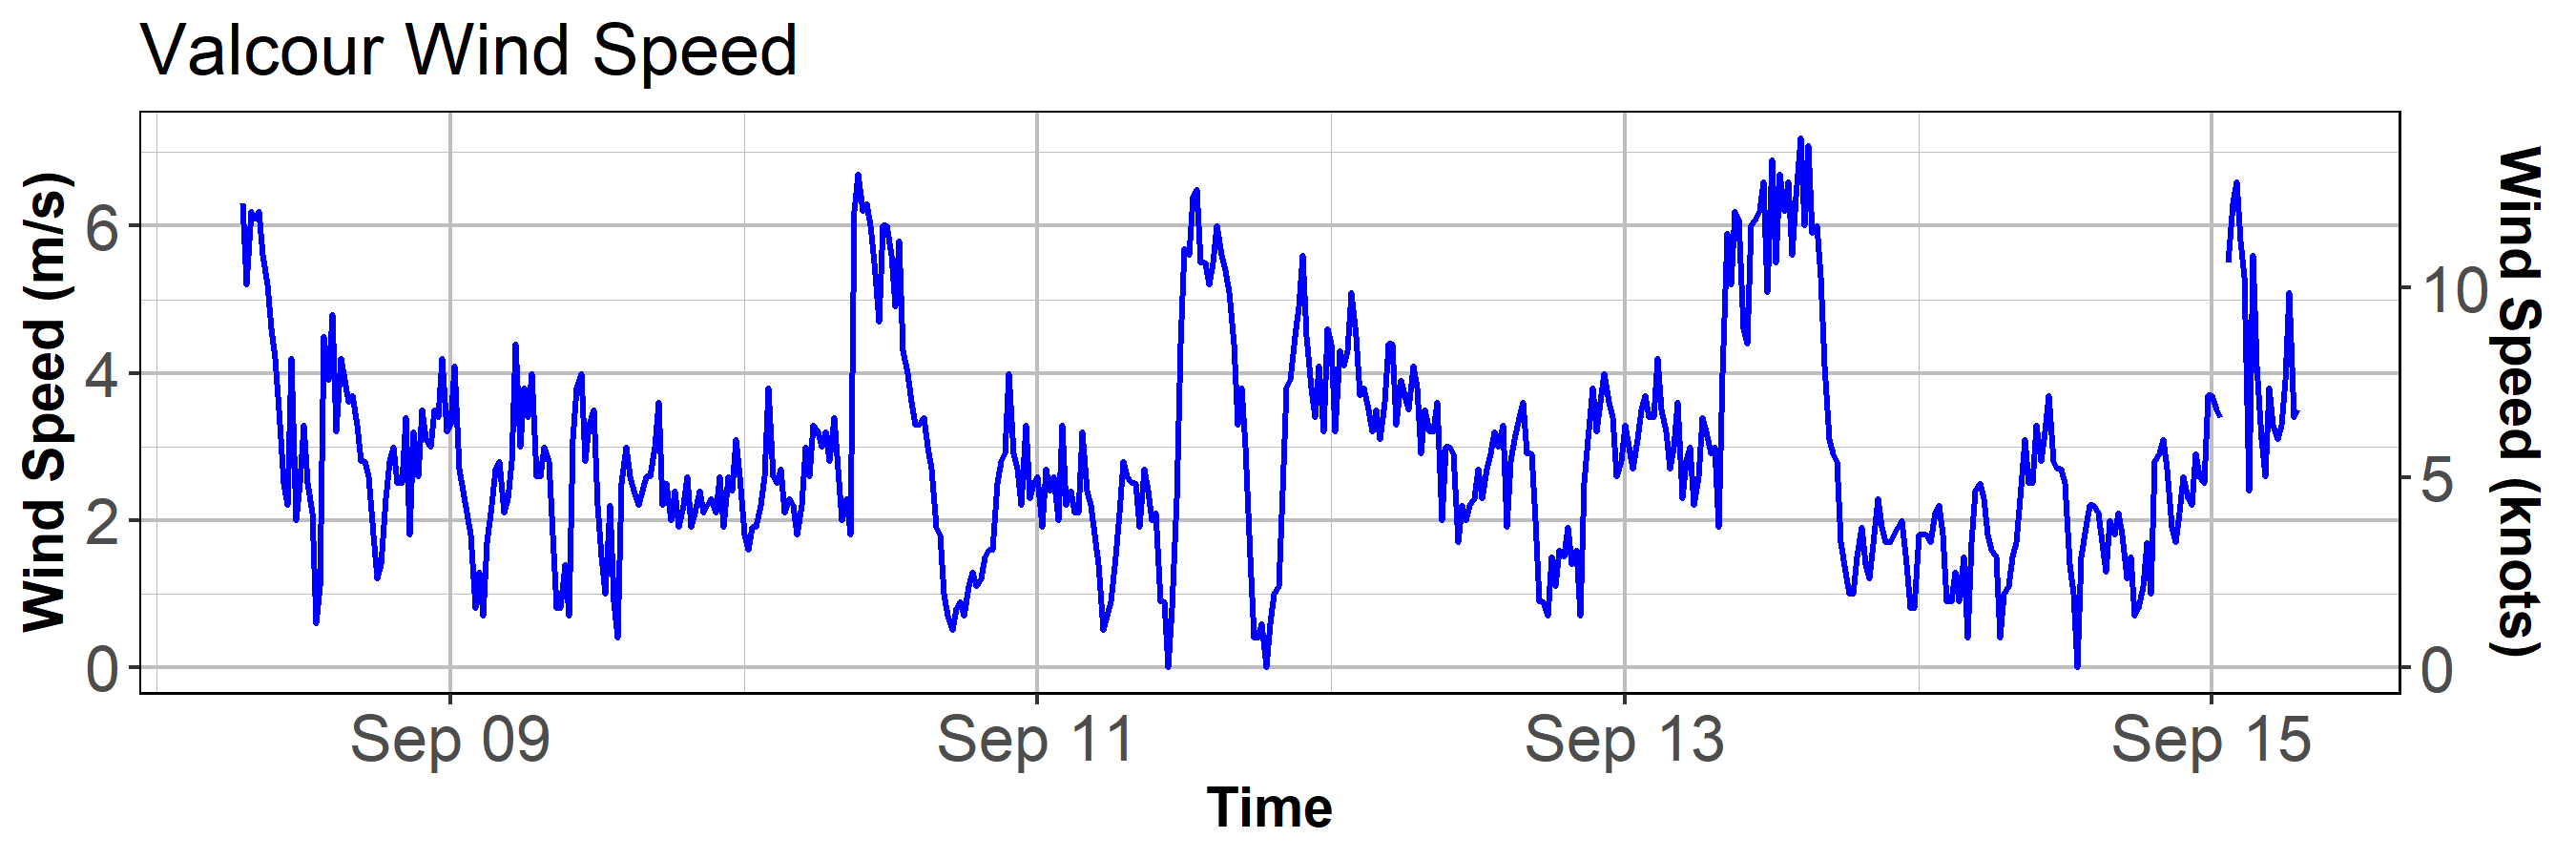 Valcour Wind Speed
Wind Speed (m/s)
6
4
2
0
Wind Speed (knots)
10
5
0
Sep 09
Sep 11
Sep 13
Sep 15
Time